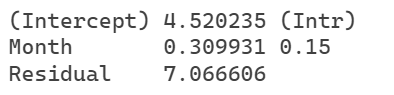 (Intercept) 4.520235 (Intr)
Month       0.309931 0.15
Residual    7.066606